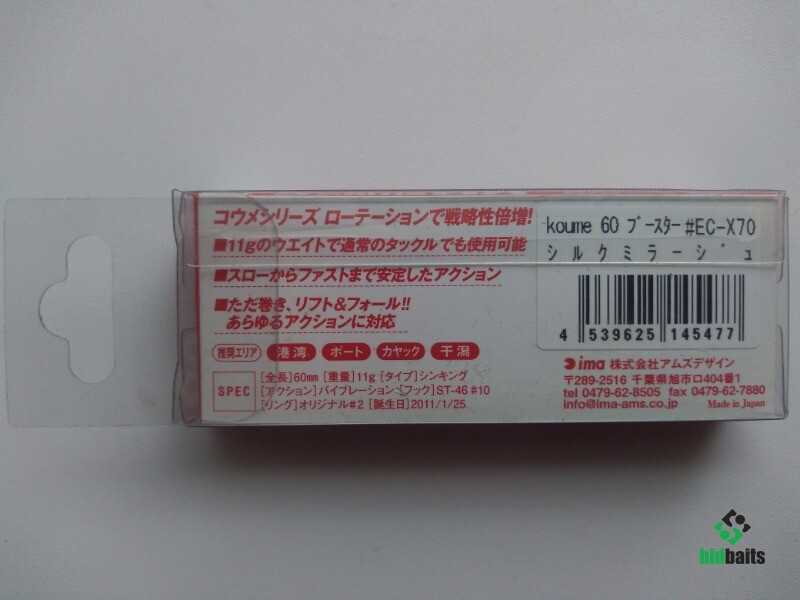 コウメシリーズ ローテーションで戦略性倍増!
■11gのウエイトで通常のタックルでも使用可能
■スローからファストまで安定したアクション
■ただ巻き、リフト&フォール!!
あらゆるアクションに対応
推奨エリア 港湾 ボート カヤック 干潟
SPEC
[全長]60mm [重量]11g [タイプ]シンキング
[アクション]バイブレーション [フック]ST-46 #10
[リング]オリジナル#2 [誕生日]2011/1/25
koume 60 ブースター #EC-X70
シルクミラージュ
4 539625 145477
ima 株式会社アムズデザイン
〒289-2516 千葉県旭市ロ404番1
tel 0479-62-8505 fax 0479-62-7880
info@ima-ams.co.jp Made in Japan
bidbaits